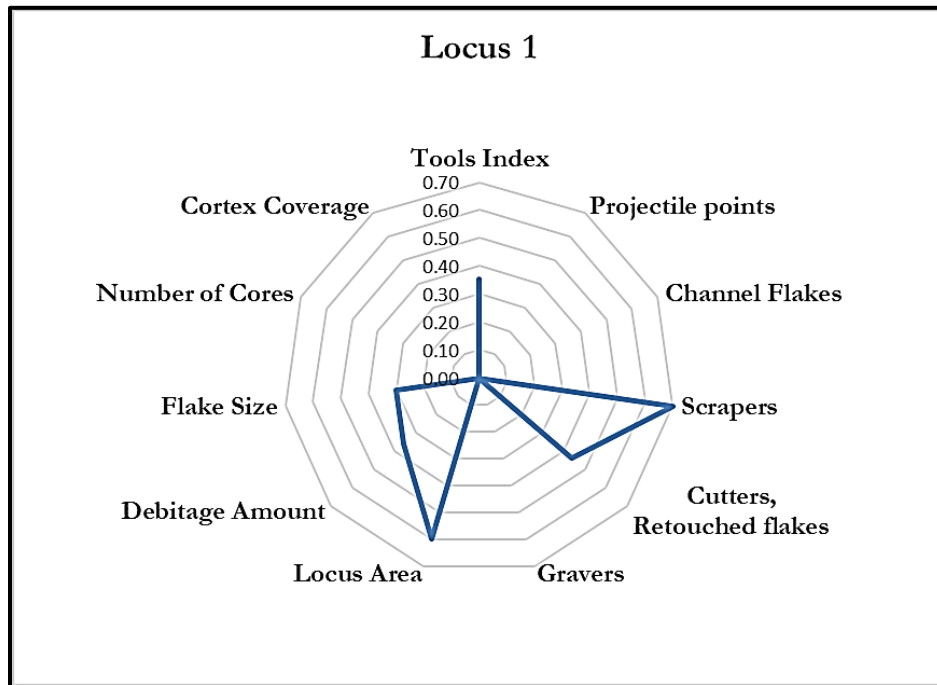 Locus 1
Tools Index
0.70
Projectile points
Cortex Coverage
0.60
0.50
Number of Cores
Channel Flakes
0.40
0.30
0.20
0.10
0.00
Flake Size
Scrapers
Debitage Amount
Cutters,
Retouched flakes
Locus Area
Gravers